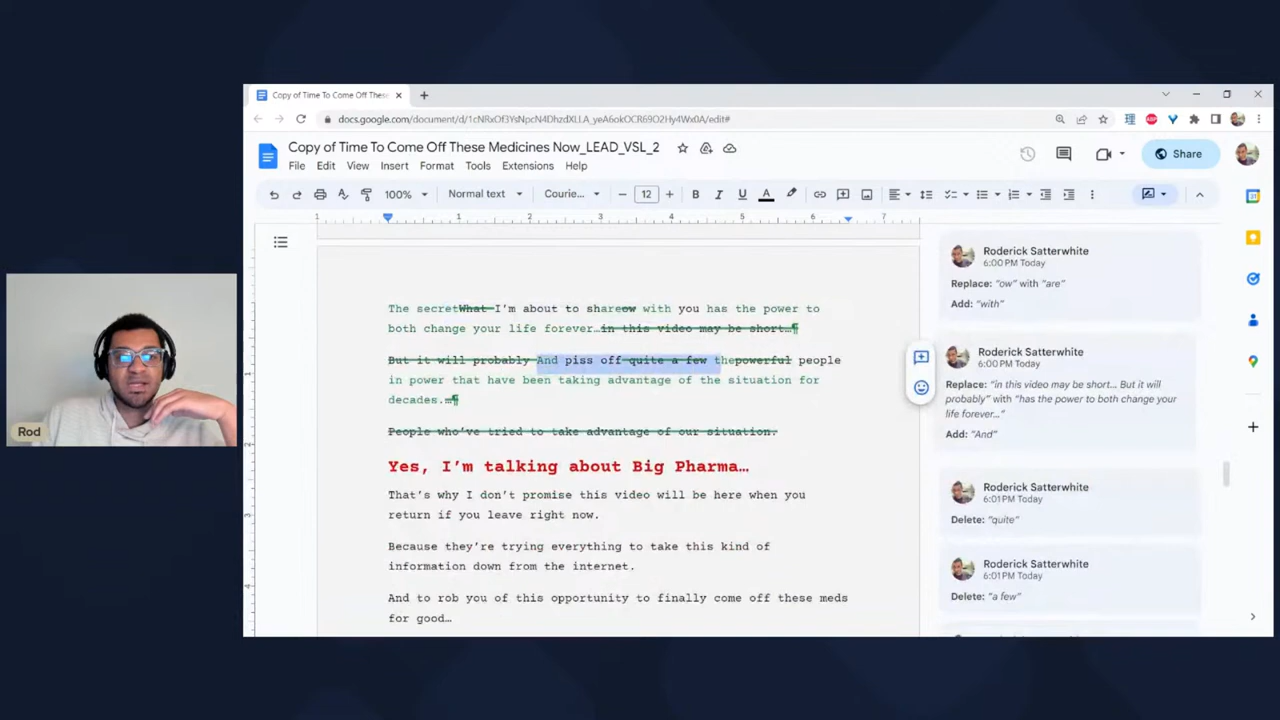 Copy of Time To Come Off These
docs.google.com/document/d/1cNRxOf3YsNpcN4DhzdXLLA_yeA6okOCR69O2Hy4Wx0A/edit#
Copy of Time To Come Off These Medicines Now_LEAD_VSL_2
File Edit View Insert Format Tools Extensions Help
Share
100% Normal text Courie... 12 B I U A
1 1 2 3 4 5 6 7
The secretWhat I'm about to shareow with you has the power to
both change your life forever…in this video may be short…¶
But it will probably And piss off quite a few thepowerful people
in power that have been taking advantage of the situation for
decades.m¶
People who've tried to take advantage of our situation.
Yes, I'm talking about Big Pharma…
That's why I don't promise this video will be here when you
return if you leave right now.
Because they're trying everything to take this kind of
information down from the internet.
And to rob you of this opportunity to finally come off these meds
for good…
Roderick Satterwhite
6:00 PM Today
Replace: "ow" with "are"
Add: "with"
Roderick Satterwhite
6:00 PM Today
Replace: "in this video may be short… But it will
probably" with "has the power to both change your
life forever…"
Add: "And"
Roderick Satterwhite
6:01 PM Today
Delete: "quite"
Roderick Satterwhite
6:01 PM Today
Delete: "a few"
Rod